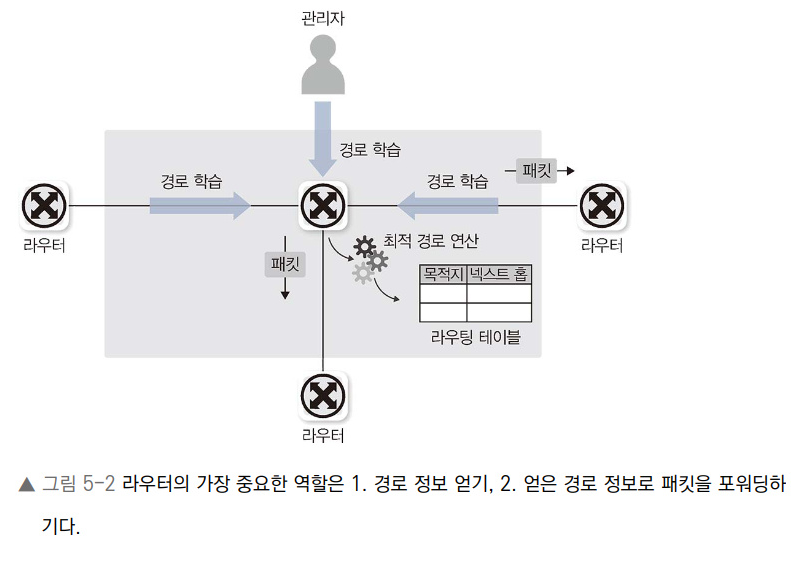 관리자
경로 학습
경로 학습
경로 학습
패킷
라우터
라우터
패킷
최적 경로 연산
목적지 넥스트 홉
라우팅 테이블
라우터
▲ 그림 5-2 라우터의 가장 중요한 역할은 1. 경로 정보 얻기, 2. 얻은 경로 정보로 패킷을 포워딩하
기다.